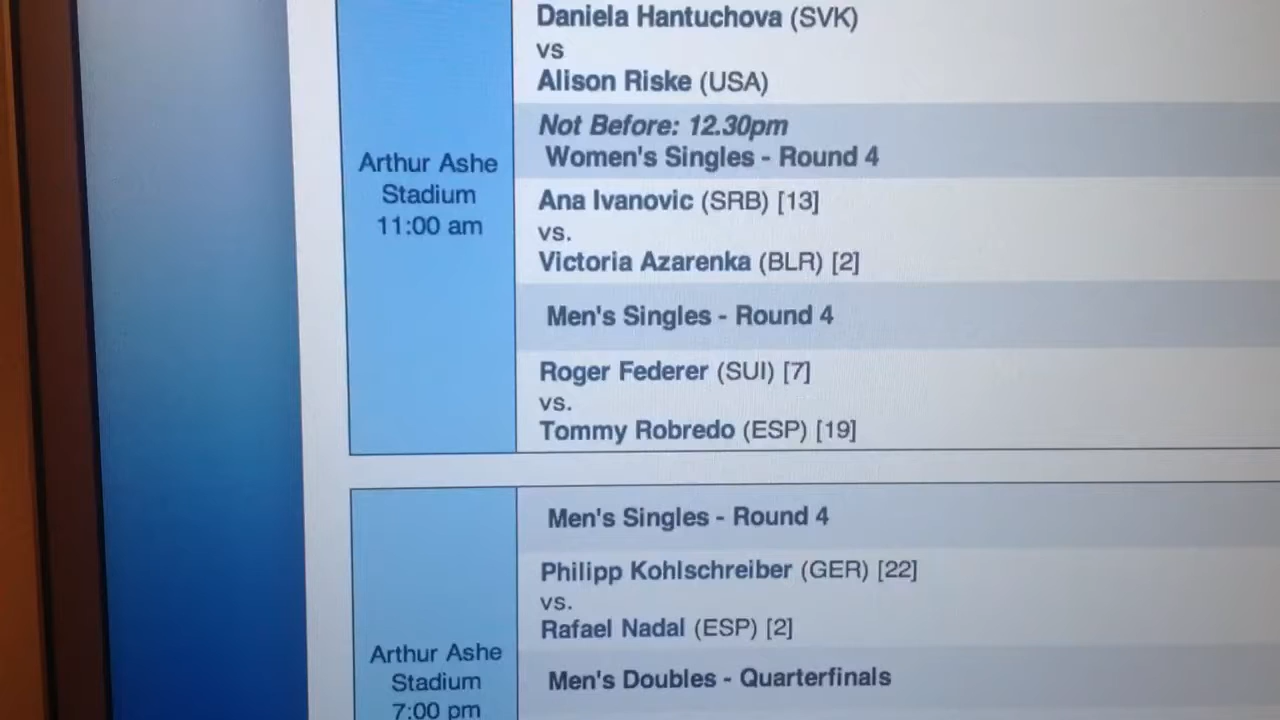 Daniela Hantuchova (SVK)
vs
Alison Riske (USA)
Not Before: 12.30pm
Women's Singles - Round 4
Arthur Ashe
Stadium
11:00 am
Ana Ivanovic (SRB) [13]
vs.
Victoria Azarenka (BLR) [2]
Men's Singles - Round 4
Roger Federer (SUI) [7]
vs.
Tommy Robredo (ESP) [19]
Men's Singles - Round 4
Philipp Kohlschreiber (GER) [22]
vs.
Rafael Nadal (ESP) [2]
Arthur Ashe
Stadium
7:00 pm
Men's Doubles - Quarterfinals